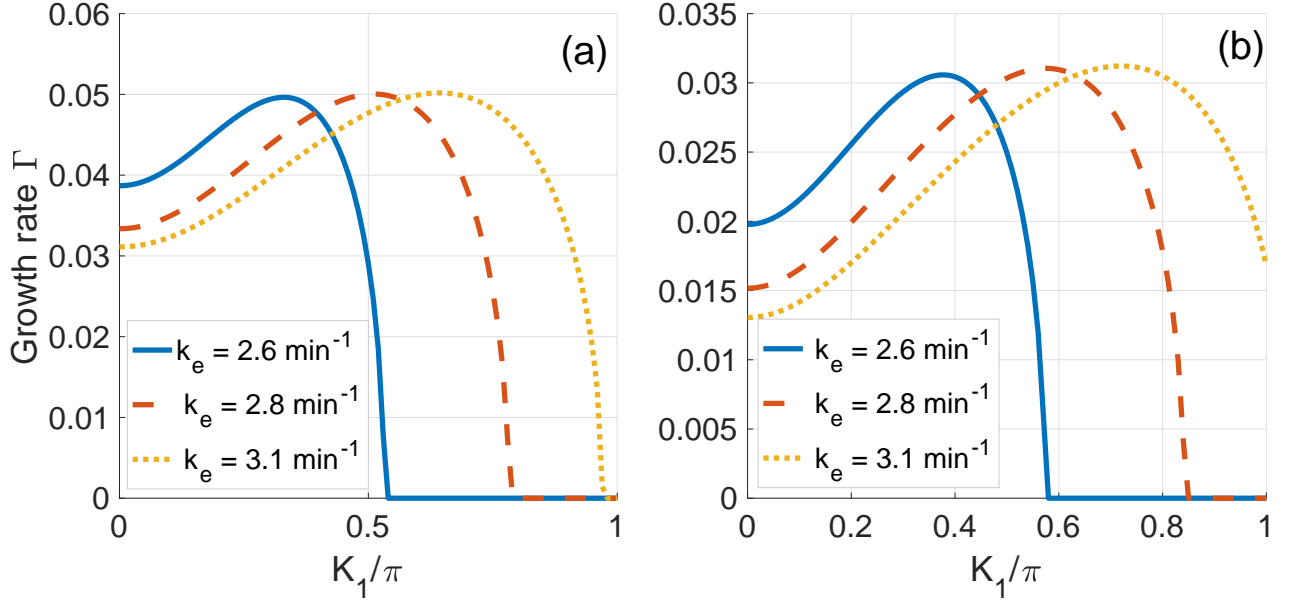 0.06
0.05
0.04
0.03
0.02
0.01
0
Growth rate Γ
(a)
k_e = 2.6 min^-1
k_e = 2.8 min^-1
k_e = 3.1 min^-1
0
0.5
1
K_1/π
0.035
0.03
0.025
0.02
0.015
0.01
0.005
0
(b)
k_e = 2.6 min^-1
k_e = 2.8 min^-1
k_e = 3.1 min^-1
0
0.2
0.4
0.6
0.8
1
K_1/π